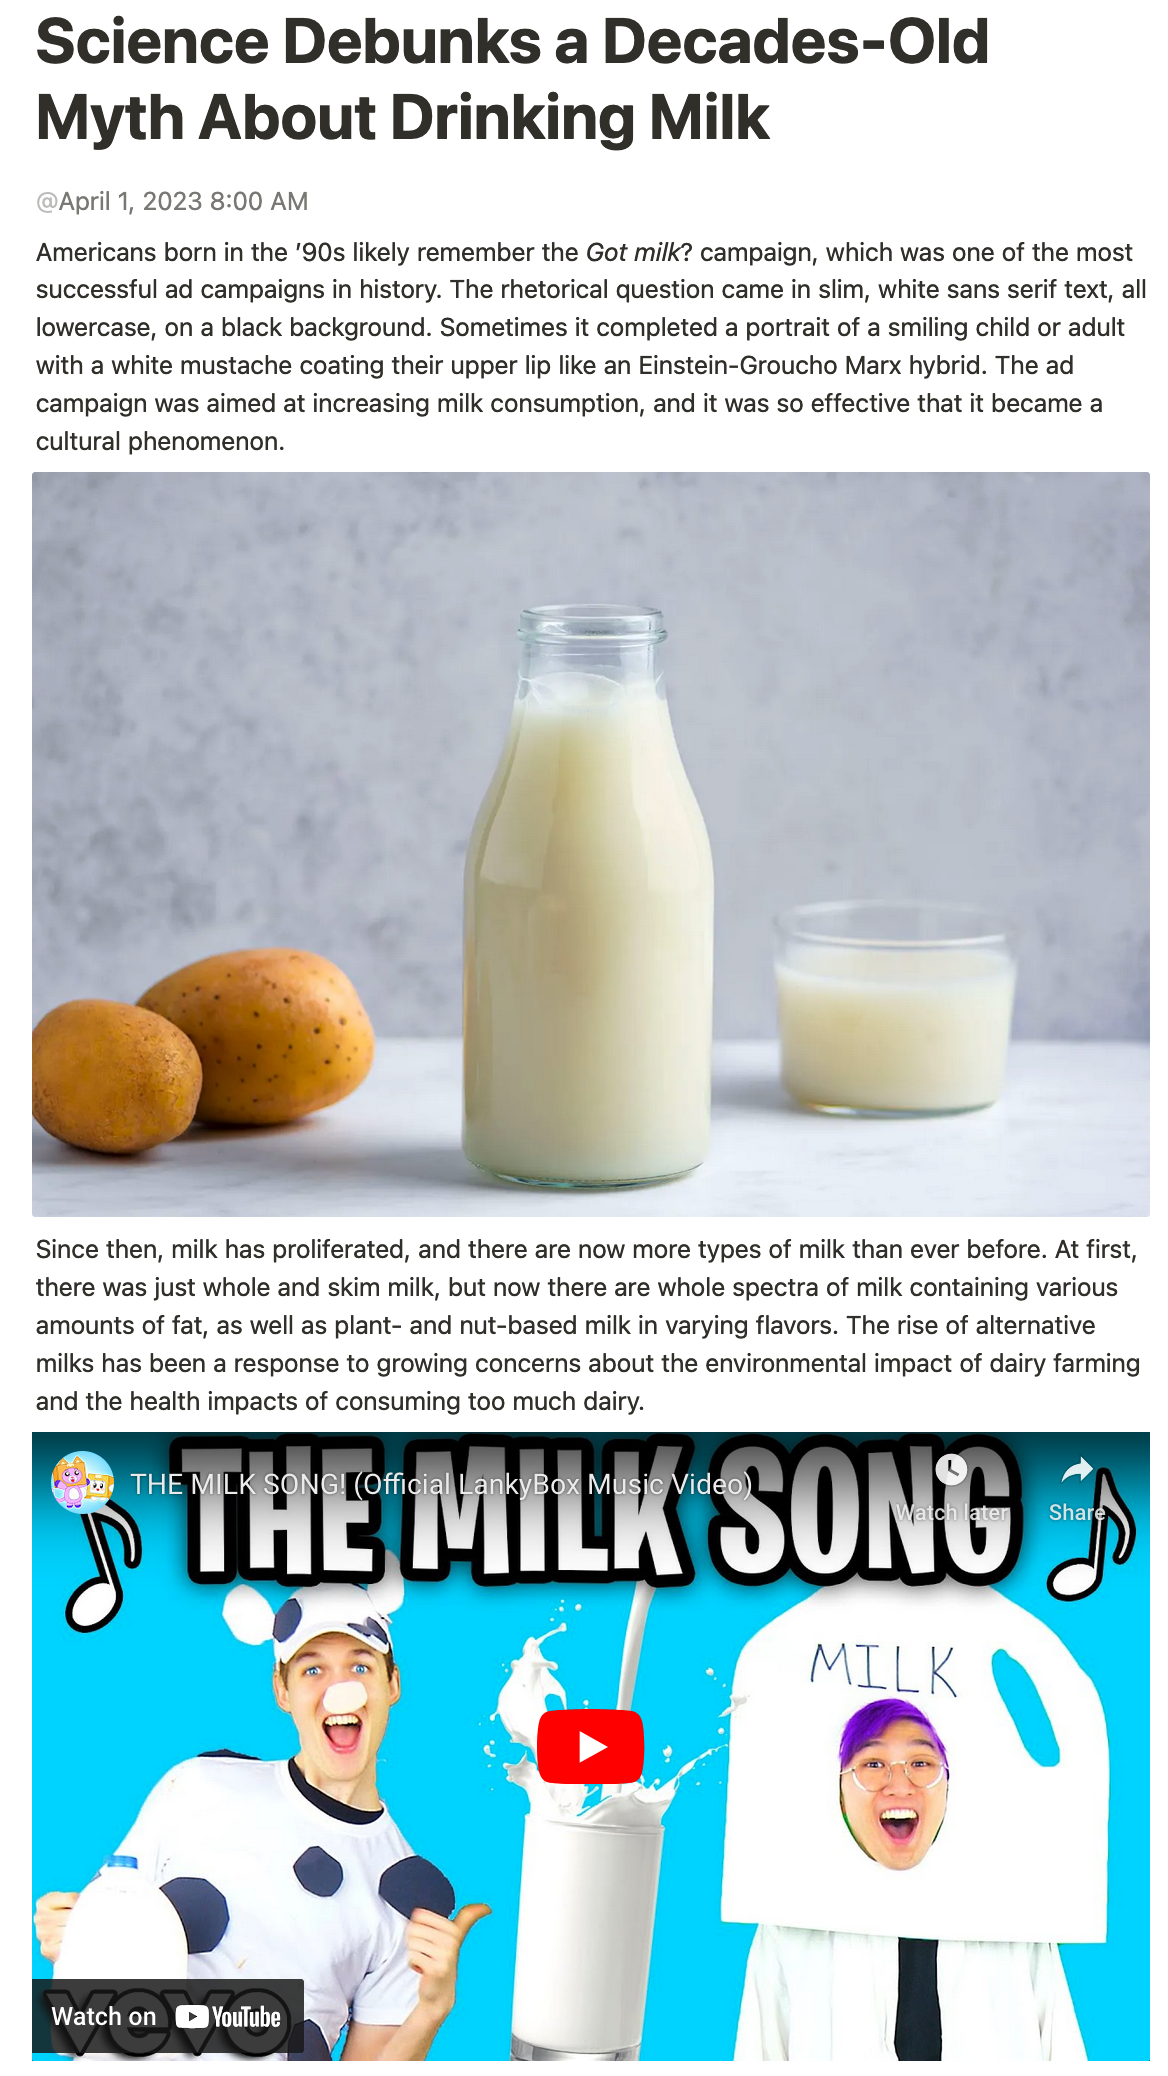 Science Debunks a Decades-Old
Myth About Drinking Milk
@April 1, 2023 8:00 AM
Americans born in the ’90s likely remember the Got milk? campaign, which was one of the most
successful ad campaigns in history. The rhetorical question came in slim, white sans serif text, all
lowercase, on a black background. Sometimes it completed a portrait of a smiling child or adult
with a white mustache coating their upper lip like an Einstein-Groucho Marx hybrid. The ad
campaign was aimed at increasing milk consumption, and it was so effective that it became a
cultural phenomenon.
Since then, milk has proliferated, and there are now more types of milk than ever before. At first,
there was just whole and skim milk, but now there are whole spectra of milk containing various
amounts of fat, as well as plant- and nut-based milk in varying flavors. The rise of alternative
milks has been a response to growing concerns about the environmental impact of dairy farming
and the health impacts of consuming too much dairy.
THE MILK SONG! (Official LankyBox Music Video)
Watch later
Share
THE MILK SONG
MILK
Watch on YouTube
vevo